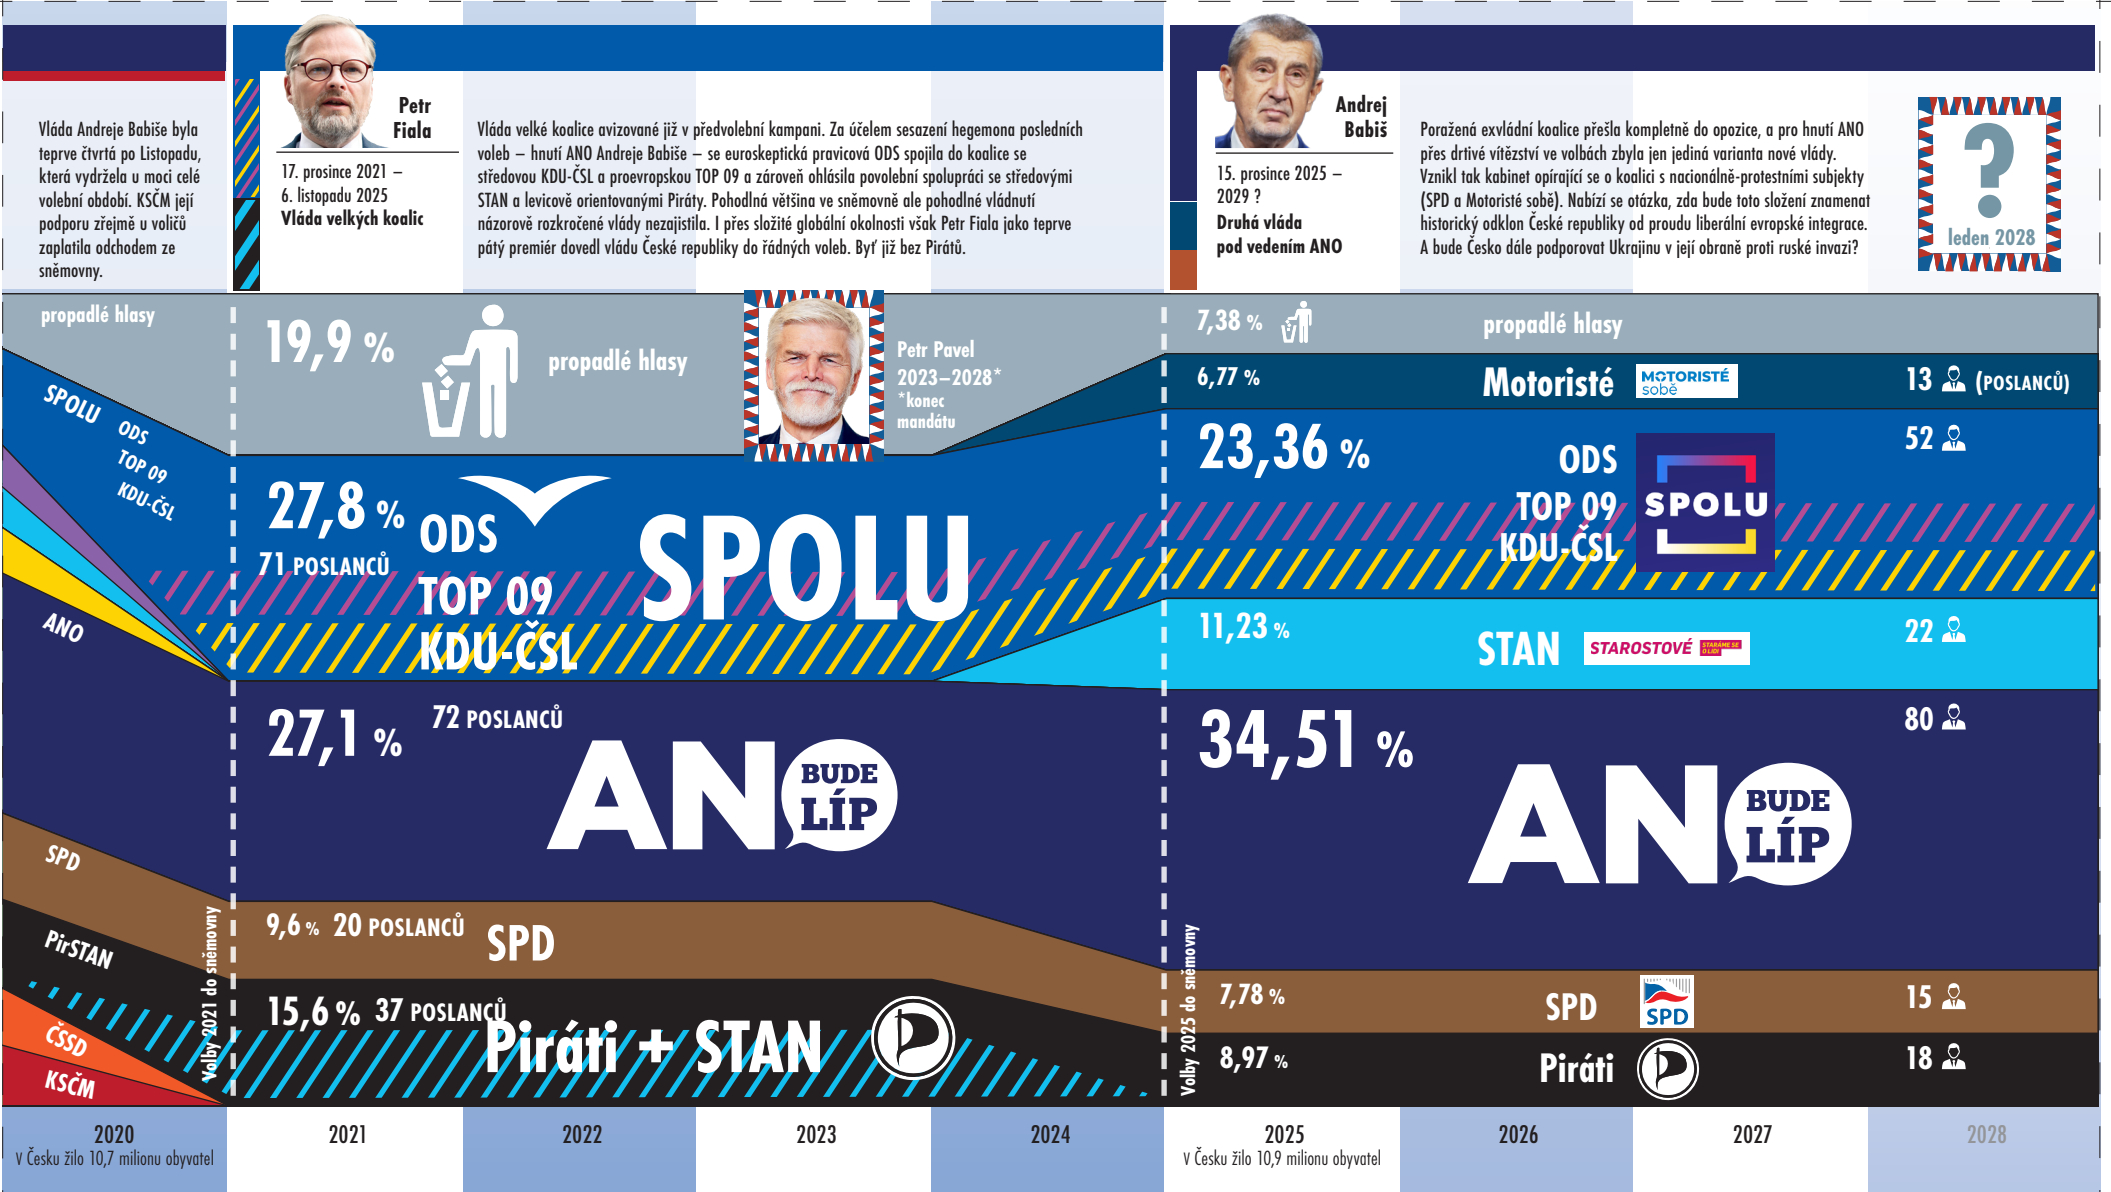 Vláda Andreje Babiše byla
teprve čtvrtá po Listopadu,
která vydržela u moci celé
volební období. KSČM její
podporu zřejmě u voličů
zaplatila odchodem ze
sněmovny.
Petr
Fiala
17. prosince 2021 –
6. listopadu 2025
Vláda velkých koalic
Vláda velké koalice avizované již v předvolební kampani. Za účelem sesazení hegemona posledních
voleb – hnutí ANO Andreje Babiše – se euroskeptická pravicová ODS spojila do koalice se
středovou KDU-ČSL a proevropskou TOP 09 a zároveň ohlásila povolební spolupráci se středovými
STAN a levicově orientovanými Piráty. Pohodlná většina ve sněmovně ale pohodlné vládnutí
názorově rozkročené vlády nezajistila. I přes složité globální okolnosti však Petr Fiala jako teprve
pátý premiér dovedl vládu České republiky do řádných voleb. Byť již bez Pirátů.
Andrej
Babiš
15. prosince 2025 –
2029 ?
Druhá vláda
pod vedením ANO
Poražená exvládní koalice přešla kompletně do opozice, a pro hnutí ANO
přes drtivé vítězství ve volbách zbyla jen jediná varianta nové vlády.
Vznikl tak kabinet opírající se o koalici s nacionálně-protestními subjekty
(SPD a Motoristé sobě). Nabízí se otázka, zda bude toto složení znamenat
historický odklon České republiky od proudu liberální evropské integrace.
A bude Česko dále podporovat Ukrajinu v její obraně proti ruské invazi?
?
leden 2028
propadlé hlasy
SPOLU
ODS
TOP 09
KDU-ČSL
ANO
SPD
PirSTAN
ČSSD
KSČM
Volby 2021 do sněmovny
19,9 %
propadlé hlasy
Petr Pavel
2023–2028*
*konec
mandátu
27,8 %
71 POSLANCŮ
ODS
TOP 09
KDU-ČSL
SPOLU
27,1 %
72 POSLANCŮ
ANO
BUDE
LÍP
9,6 % 20 POSLANCŮ
SPD
15,6 % 37 POSLANCŮ
Piráti + STAN
Volby 2025 do sněmovny
7,38 %
propadlé hlasy
6,77 %
Motoristé
MOTORISTÉ
sobě
13 (POSLANCŮ)
23,36 %
ODS
TOP 09
KDU-ČSL
SPOLU
52
11,23 %
STAN
STAROSTOVÉ
STARÁME SE
O LIDI
22
34,51 %
80
ANO
BUDE
LÍP
7,78 %
SPD
SPD
15
8,97 %
Piráti
18
2020
V Česku žilo 10,7 milionu obyvatel
2021
2022
2023
2024
2025
V Česku žilo 10,9 milionu obyvatel
2026
2027
2028